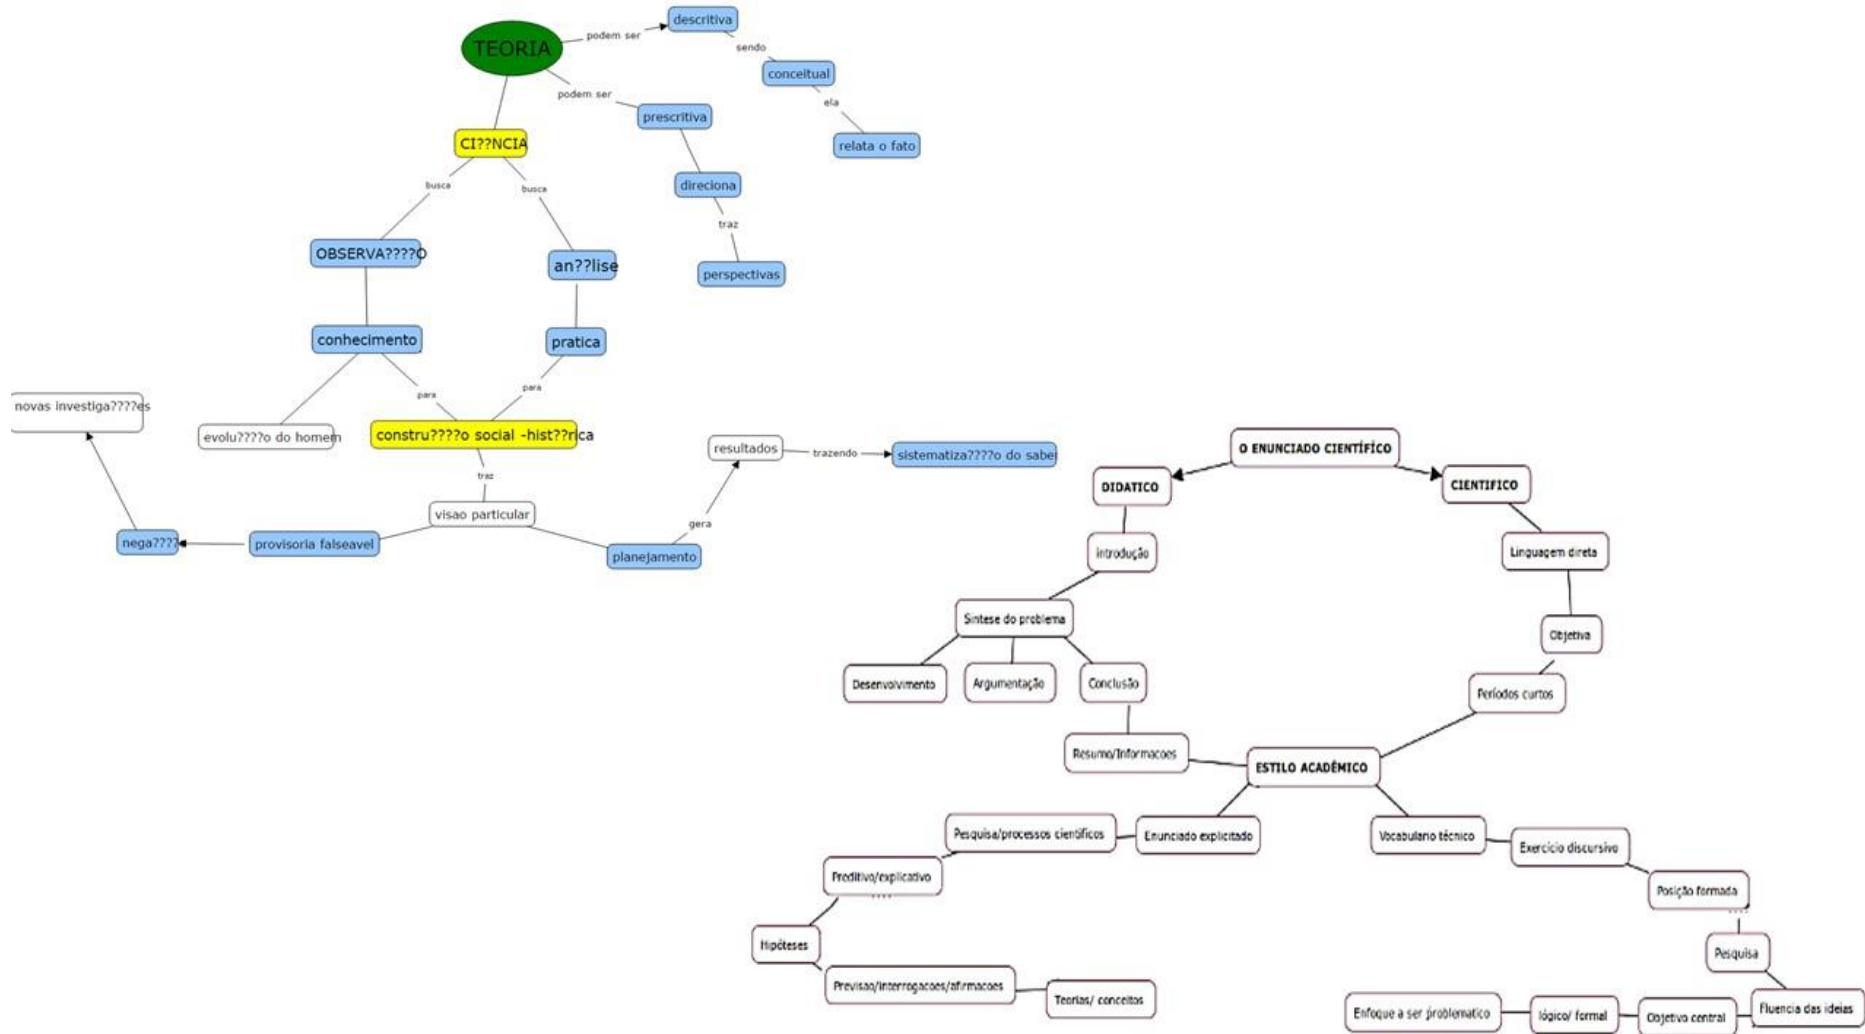 TEORIA
podem ser
descritiva
sendo
conceitual
ela
relata o fato
podem ser
prescritiva
direciona
traz
perspectivas
CI??NCIA
busca
busca
OBSERVA????O
an??lise
conhecimento
pratica
para
para
novas investiga????es
evolu????o do homem
constru????o social -hist??rica
traz
visao particular
nega????
provisoria falseavel
planejamento
gera
resultados
trazendo
sistematiza????o do sabe
O ENUNCIADO CIENTÍFÍCO
DIDATICO
CIENTIFICO
introdução
Linguagem direta
Sintese do problema
Objetiva
Desenvolvimento
Argumentação
Conclusão
Períodos curtos
Resumo/Informacoes
ESTILO ACADÊMICO
Pesquisa/processos cientificos
Enunciado explicitado
Vocabulario técnico
Exercício discursivo
Preditivo/explicativo
Posição formada
Hipóteses
Pesquisa
Previsao/interrogacoes/afirmacoes
Teorias/ conceitos
Enfoque a ser problematico
lógico/ formal
Objetivo central
Fluencia das ideias